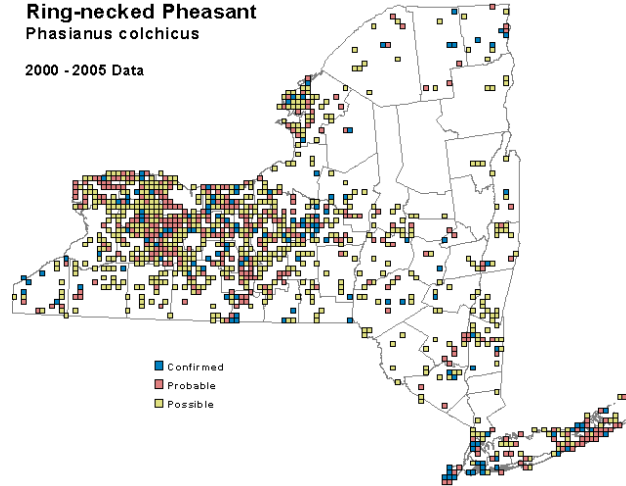 Ring-necked Pheasant
Phasianus colchicus
2000 - 2005 Data
Confirmed
Probable
Possible